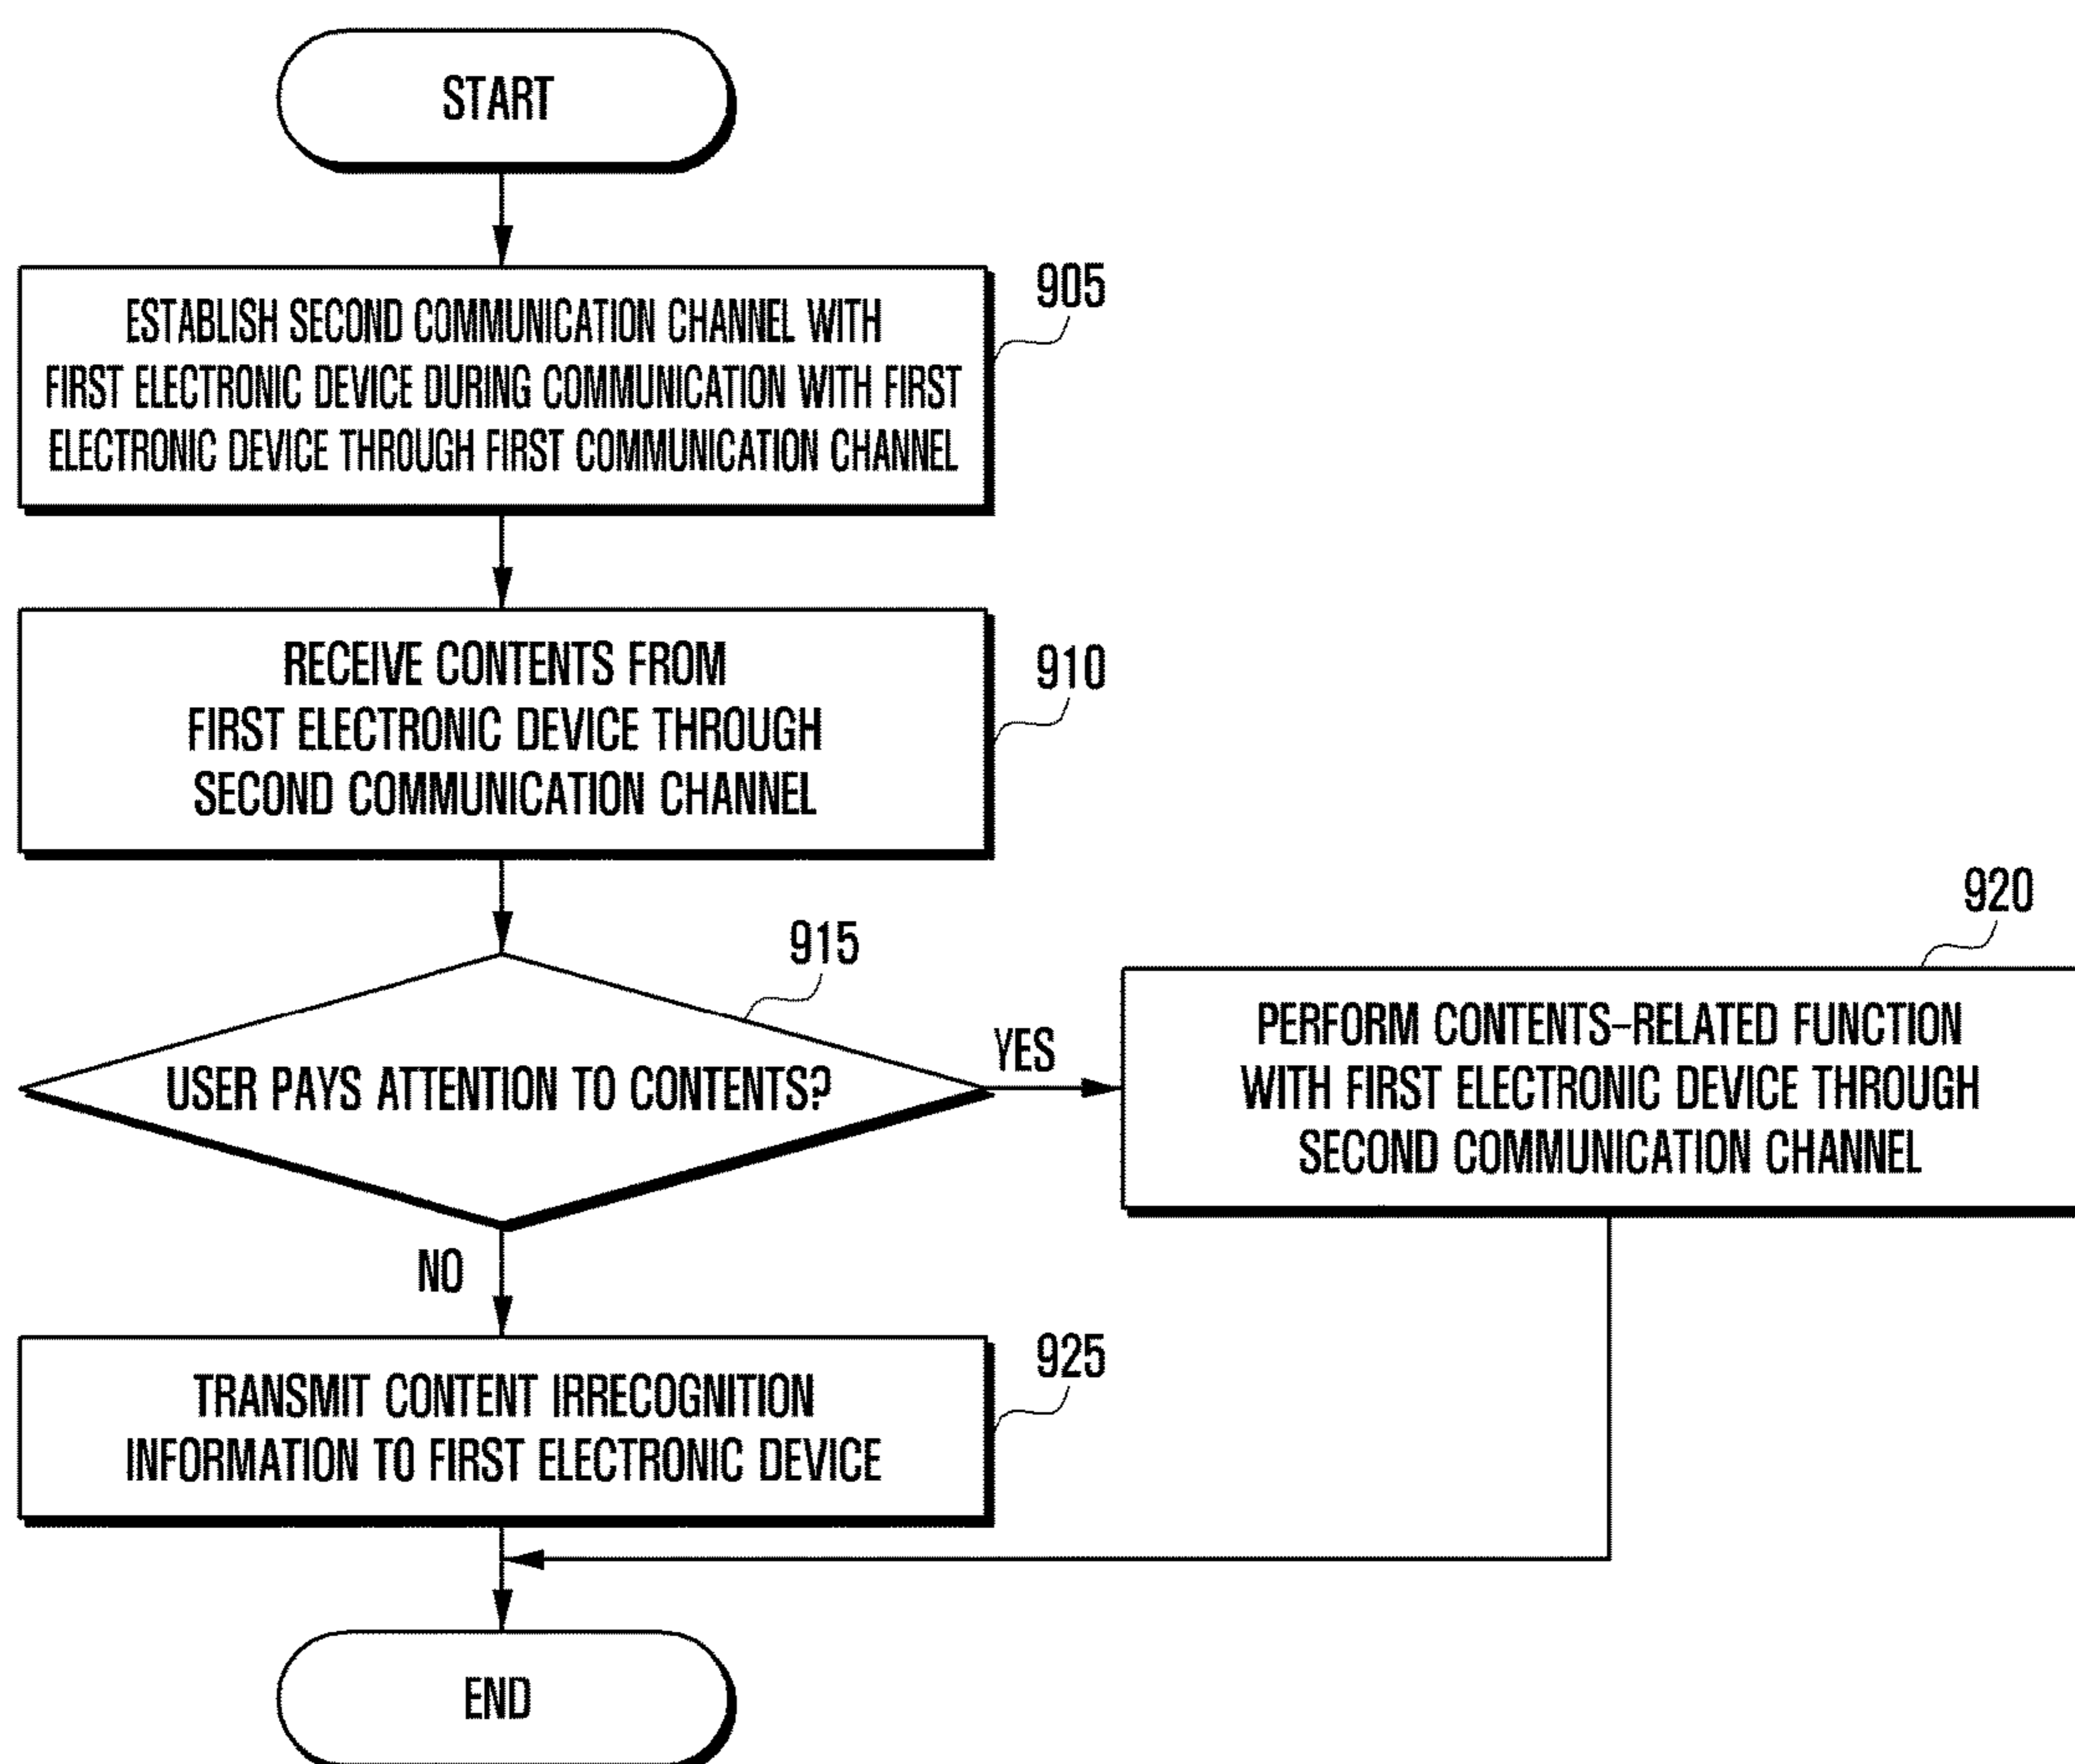 START
905
ESTABLISH SECOND COMMUNICATION CHANNEL WITH
FIRST ELECTRONIC DEVICE DURING COMMUNICATION WITH FIRST
ELECTRONIC DEVICE THROUGH FIRST COMMUNICATION CHANNEL
910
RECEIVE CONTENTS FROM
FIRST ELECTRONIC DEVICE THROUGH
SECOND COMMUNICATION CHANNEL
915
USER PAYS ATTENTION TO CONTENTS?
YES
920
PERFORM CONTENTS-RELATED FUNCTION
WITH FIRST ELECTRONIC DEVICE THROUGH
SECOND COMMUNICATION CHANNEL
NO
925
TRANSMIT CONTENT IRRECOGNITION
INFORMATION TO FIRST ELECTRONIC DEVICE
END